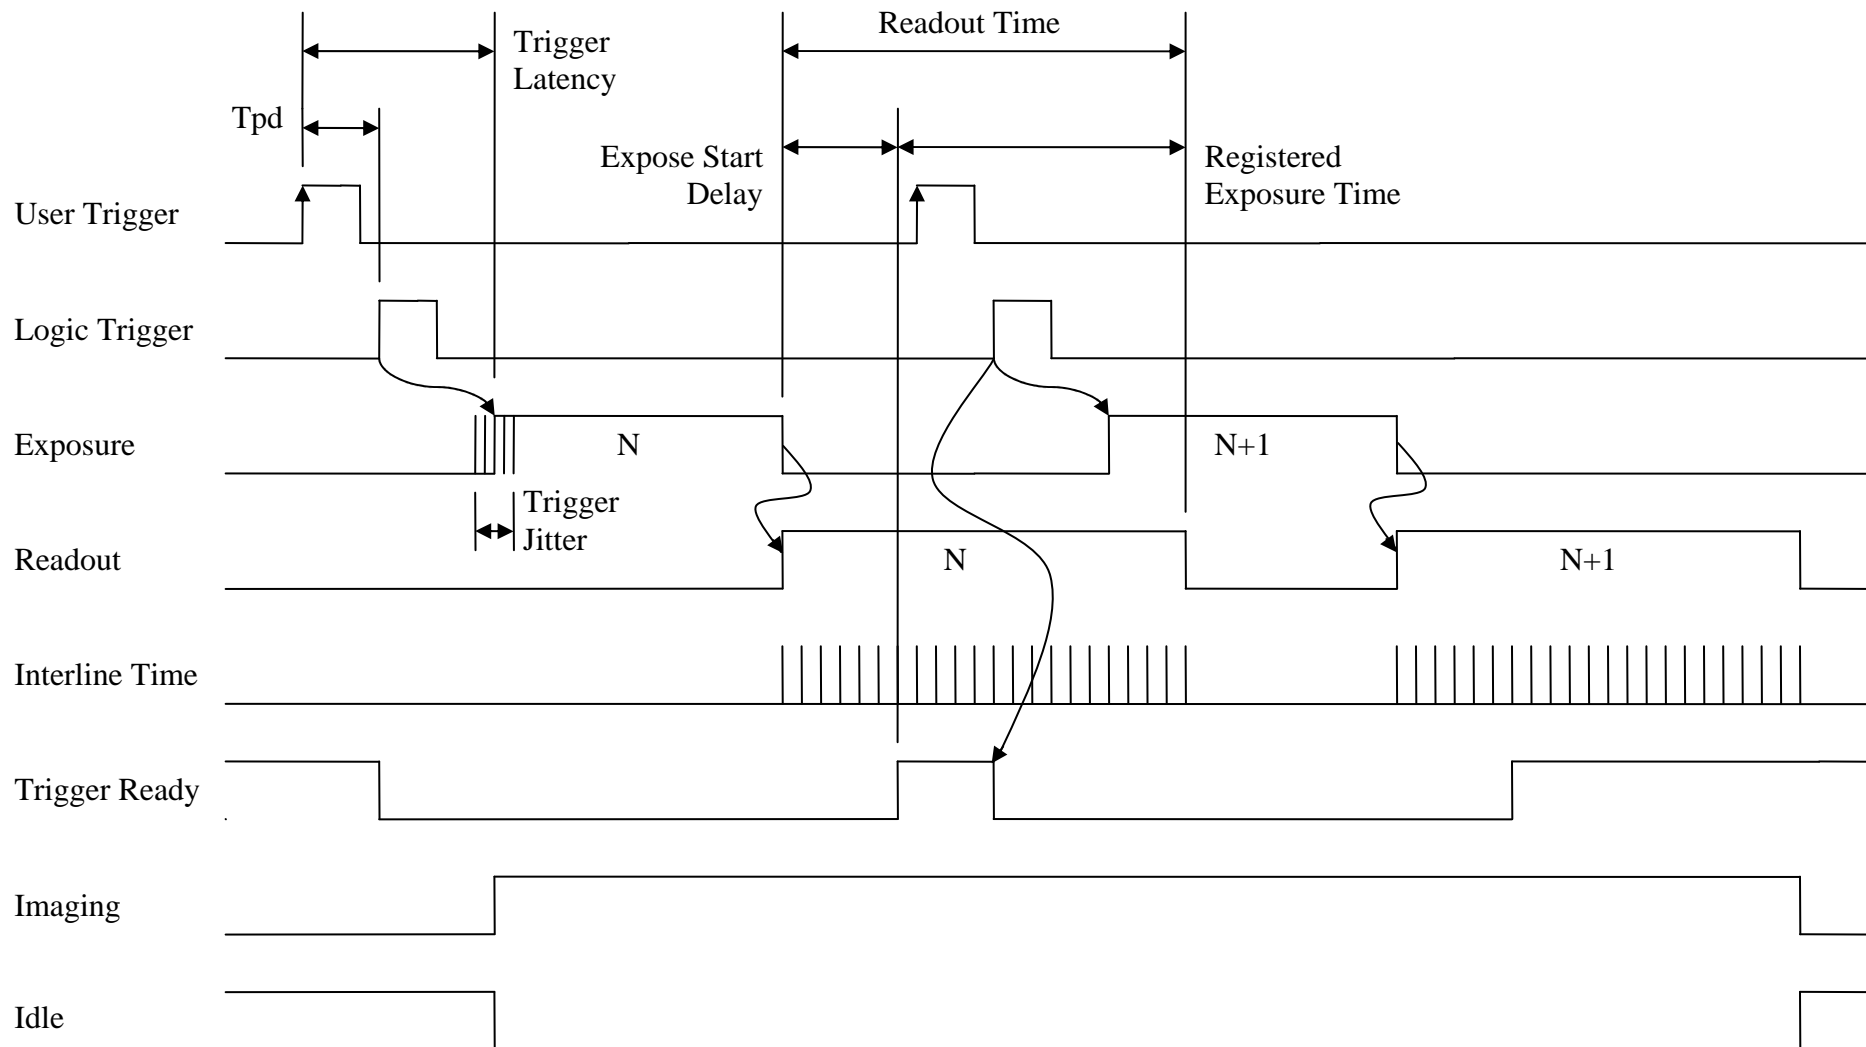 Readout Time
Trigger
Latency
Tpd
Expose Start
Delay
Registered
Exposure Time
User Trigger
Logic Trigger
Exposure
N
N+1
Trigger
Jitter
Readout
N
N+1
Interline Time
Trigger Ready
Imaging
Idle